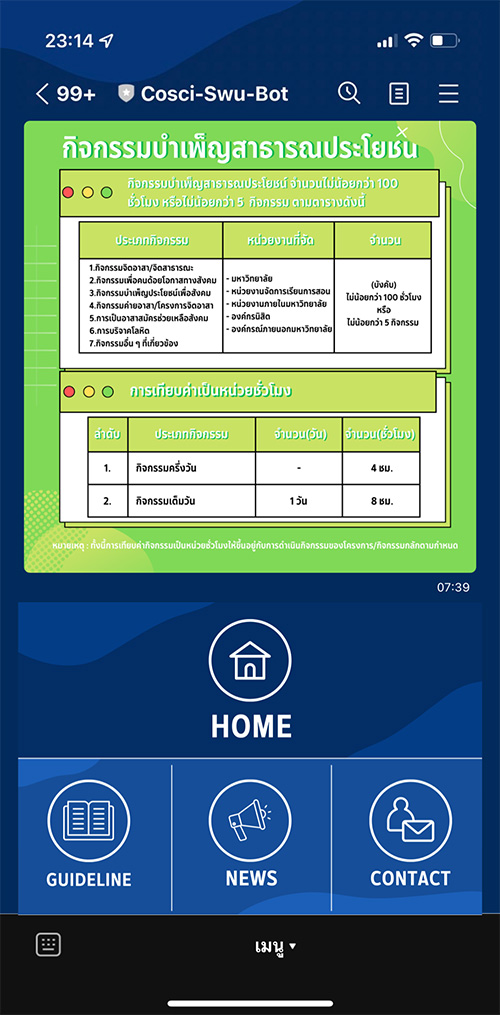 23:14
99+ Cosci-Swu-Bot
กิจกรรมบำเพ็ญสาธารณประโยชน์
กิจกรรมบำเพ็ญสาธารณประโยชน์ จำนวนไม่น้อยกว่า 100
ชั่วโมง หรือไม่น้อยกว่า 5 กิจกรรม ตามตารางดังนี้
ประเภทกิจกรรม หน่วยงานที่จัด จำนวน
1.กิจกรรมจิตอาสา/จิตสาธารณะ
2.กิจกรรมเพื่อคนด้อยโอกาสทางสังคม
3.กิจกรรมบำเพ็ญประโยชน์เพื่อสังคม
4.กิจกรรมค่ายอาสา/โครงการจิตอาสา
5.การเป็นอาสาสมัครช่วยเหลือสังคม
6.การบริจาคโลหิต
7.กิจกรรมอื่น ๆ ที่เกี่ยวข้อง
- มหาวิทยาลัย
- หน่วยงานจัดการเรียนการสอน
- หน่วยงานภายในมหาวิทยาลัย
- องค์กรนิสิต
- องค์กรณ์ภายนอกมหาวิทยาลัย
(บังคับ)
ไม่น้อยกว่า 100 ชั่วโมง
หรือ
ไม่น้อยกว่า 5 กิจกรรม
การเทียบค่าเป็นหน่วยชั่วโมง
ลำดับ ประเภทกิจกรรม จำนวน(วัน) จำนวน(ชั่วโมง)
1. กิจกรรมครึ่งวัน - 4 ชม.
2. กิจกรรมเต็มวัน 1 วัน 8 ชม.
หมายเหตุ : ทั้งนี้การเทียบค่ากิจกรรมเป็นหน่วยชั่วโมงให้ขึ้นอยู่กับการดำเนินกิจกรรมของโครงการ/กิจกรรมหลักตามกำหนด
07:39
HOME
GUIDELINE NEWS CONTACT
เมนู